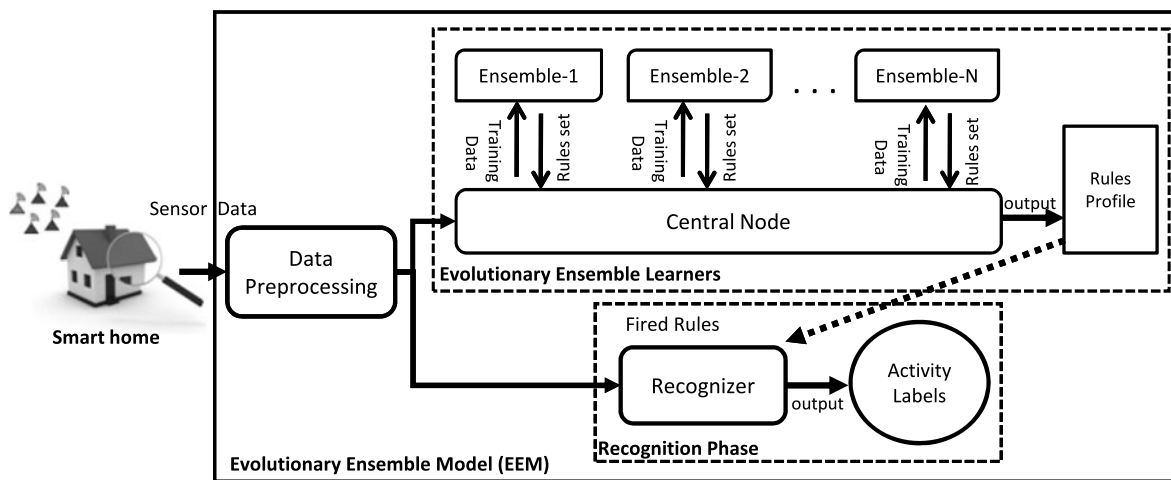 Ensemble-1
Ensemble-2
. . .
Ensemble-N
Training
Data
Rules set
Training
Data
Rules set
Training
Data
Rules set
Rules
Profile
Sensor Data
Central Node
output
Data
Preprocessing
Evolutionary Ensemble Learners
Smart home
Fired Rules
Recognizer
output
Activity
Labels
Recognition Phase
Evolutionary Ensemble Model (EEM)